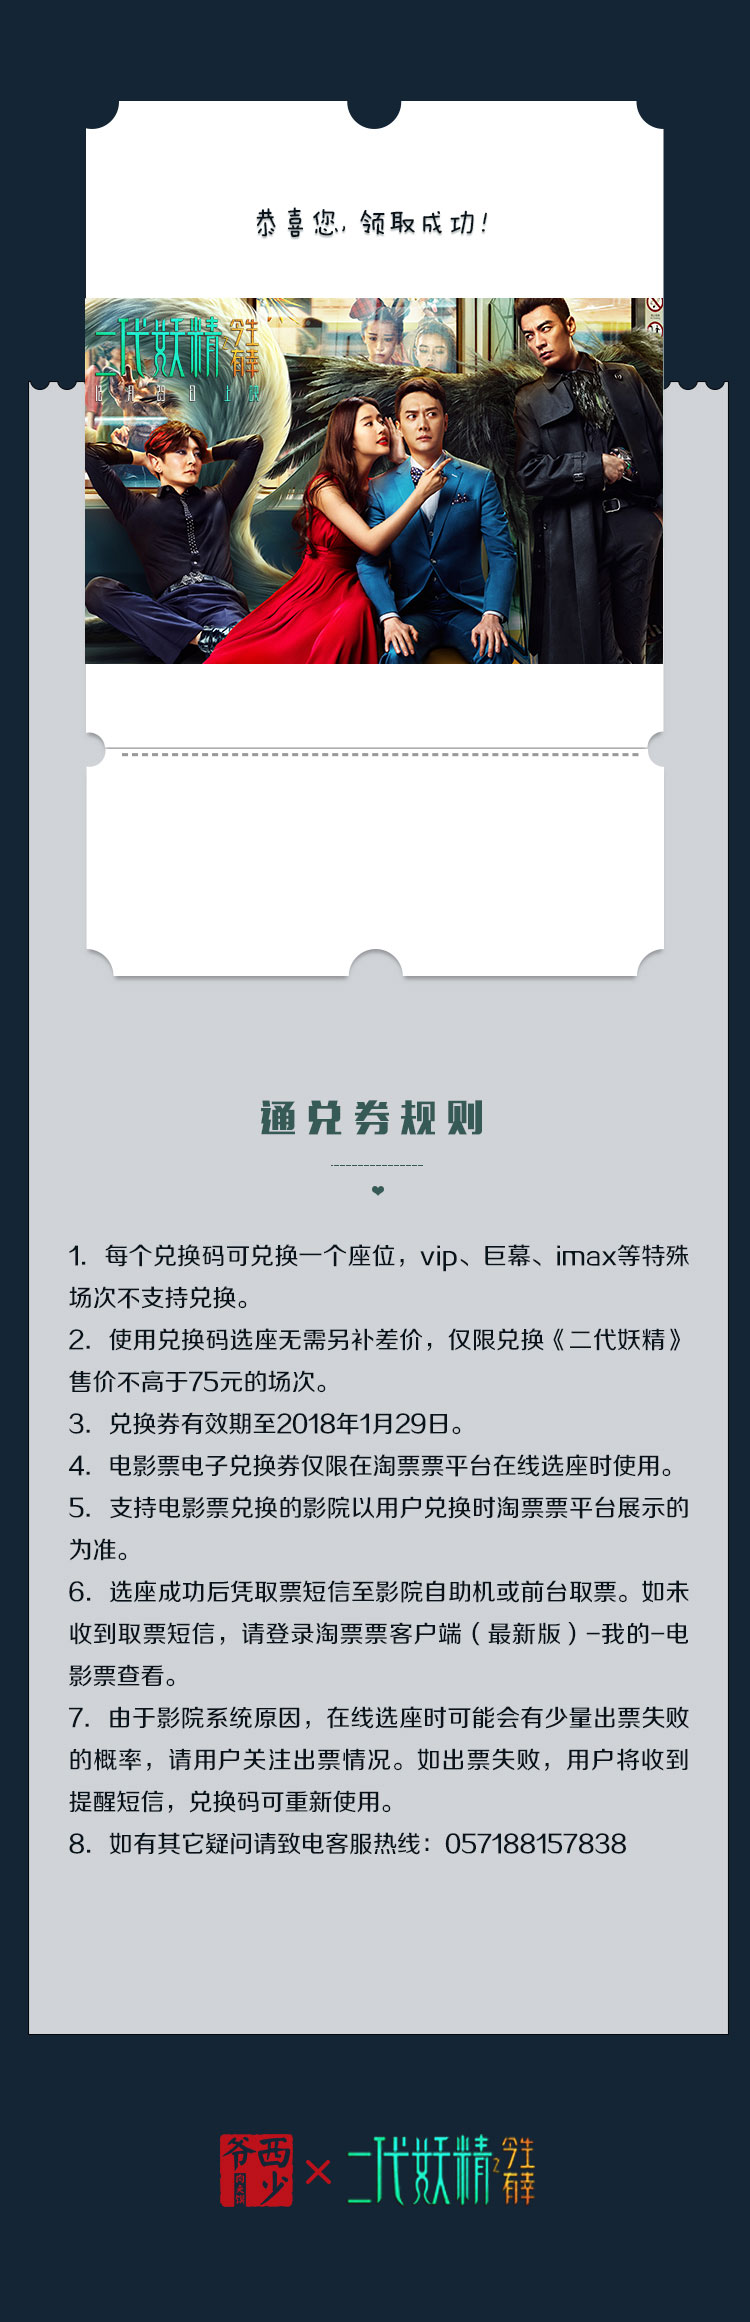 恭喜您，领取成功！
二代妖精之今生有幸
12月29日上映
通兑券规则
1. 每个兑换码可兑换一个座位，vip、巨幕、imax等特殊
场次不支持兑换。
2. 使用兑换码选座无需另补差价，仅限兑换《二代妖精》
售价不高于75元的场次。
3. 兑换券有效期至2018年1月29日。
4. 电影票电子兑换券仅限在淘票票平台在线选座时使用。
5. 支持电影票兑换的影院以用户兑换时淘票票平台展示的
为准。
6. 选座成功后凭取票短信至影院自助机或前台取票。如未
收到取票短信，请登录淘票票客户端（最新版）-我的-电
影票查看。
7. 由于影院系统原因，在线选座时可能会有少量出票失败
的概率，请用户关注出票情况。如出票失败，用户将收到
提醒短信，兑换码可重新使用。
8. 如有其它疑问请致电客服热线：057188157838
西少爷
肉夹馍
×
二代妖精之今生有幸